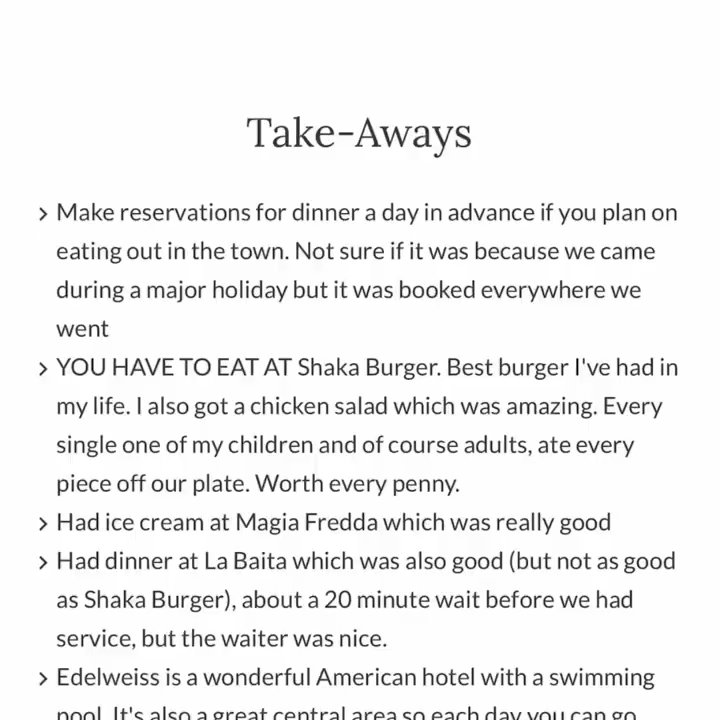 Take-Aways
> Make reservations for dinner a day in advance if you plan on
eating out in the town. Not sure if it was because we came
during a major holiday but it was booked everywhere we
went
> YOU HAVE TO EAT AT Shaka Burger. Best burger I've had in
my life. I also got a chicken salad which was amazing. Every
single one of my children and of course adults, ate every
piece off our plate. Worth every penny.
> Had ice cream at Magia Fredda which was really good
> Had dinner at La Baita which was also good (but not as good
as Shaka Burger), about a 20 minute wait before we had
service, but the waiter was nice.
> Edelweiss is a wonderful American hotel with a swimming
pool. It's also a great central area so each day you can go